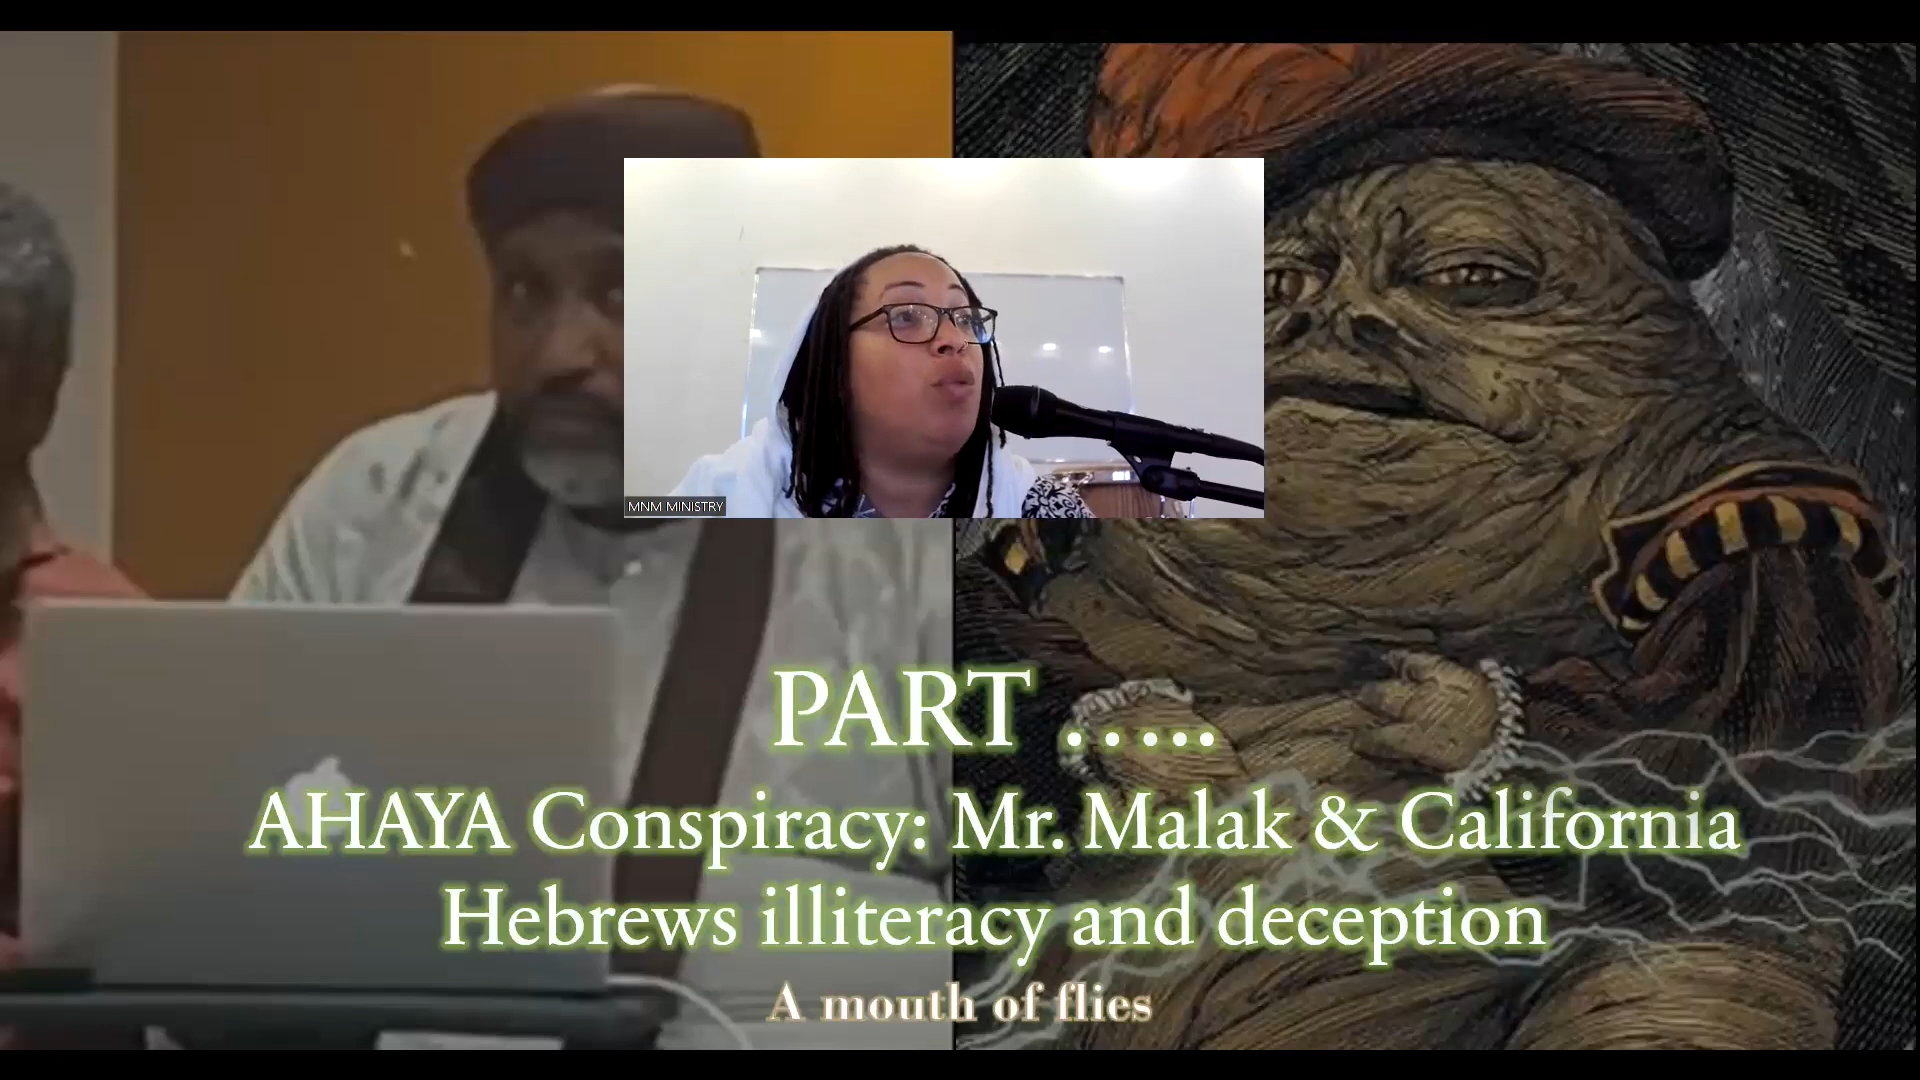 MNM MINISTRY
PART .....
AHAYA Conspiracy: Mr. Malak & California
Hebrews illiteracy and deception
A mouth of flies